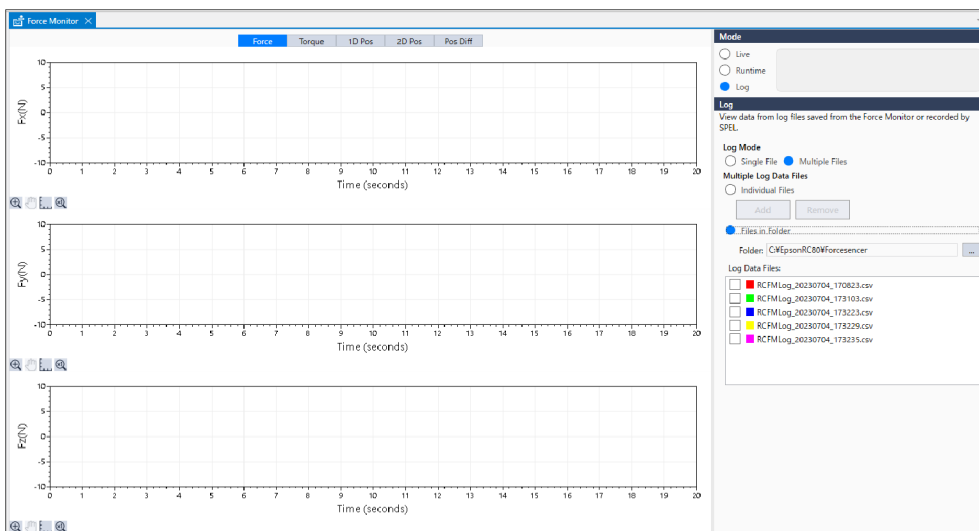 Force Monitor
Force Torque 1D Pos 2D Pos Pos Diff
10
5
0
-5
-10
Fx(N)
0 1 2 3 4 5 6 7 8 9 10 11 12 13 14 15 16 17 18 19 20
Time (seconds)
10
5
0
-5
-10
Fy(N)
0 1 2 3 4 5 6 7 8 9 10 11 12 13 14 15 16 17 18 19 20
Time (seconds)
10
5
0
-5
-10
Fz(N)
0 1 2 3 4 5 6 7 8 9 10 11 12 13 14 15 16 17 18 19 20
Time (seconds)
Mode
Live
Runtime
Log
Log
View data from log files saved from the Force Monitor or recorded by
SPEL.
Log Mode
Single File Multiple Files
Multiple Log Data Files
Individual Files
Add Remove
Files in Folder
Folder: C:¥EpsonRC80¥Forcesencer ...
Log Data Files:
RCFMLog_20230704_170823.csv
RCFMLog_20230704_173103.csv
RCFMLog_20230704_173223.csv
RCFMLog_20230704_173229.csv
RCFMLog_20230704_173235.csv